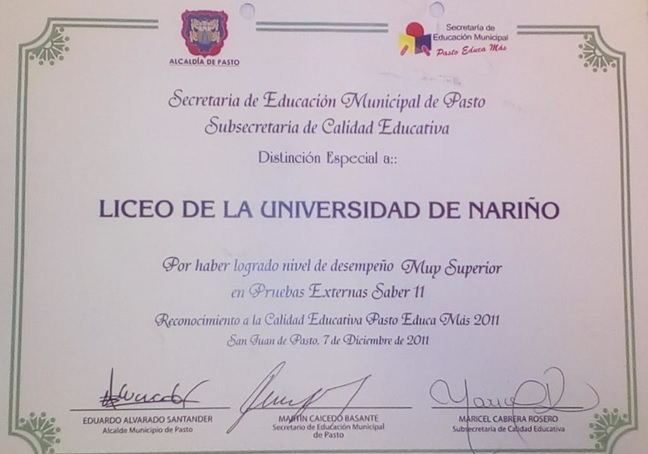 ALCALDÍA DE PASTO
Secretaría de
Educación Municipal
Pasto Educa Más
Secretaria de Educación Municipal de Pasto
Subsecretaria de Calidad Educativa
Distinción Especial a::
LICEO DE LA UNIVERSIDAD DE NARIÑO
Por haber logrado nivel de desempeño Muy Superior
en Pruebas Externas Saber 11
Reconocimiento a la Calidad Educativa Pasto Educa Más 2011
San Juan de Pasto, 7 de Diciembre de 2011
EDUARDO ALVARADO SANTANDER
Alcalde Municipio de Pasto
MARTÍN CAICEDO BASANTE
Secretario de Educación Municipal
de Pasto
MARICEL CABRERA ROSERO
Subsecretaria de Calidad Educativa